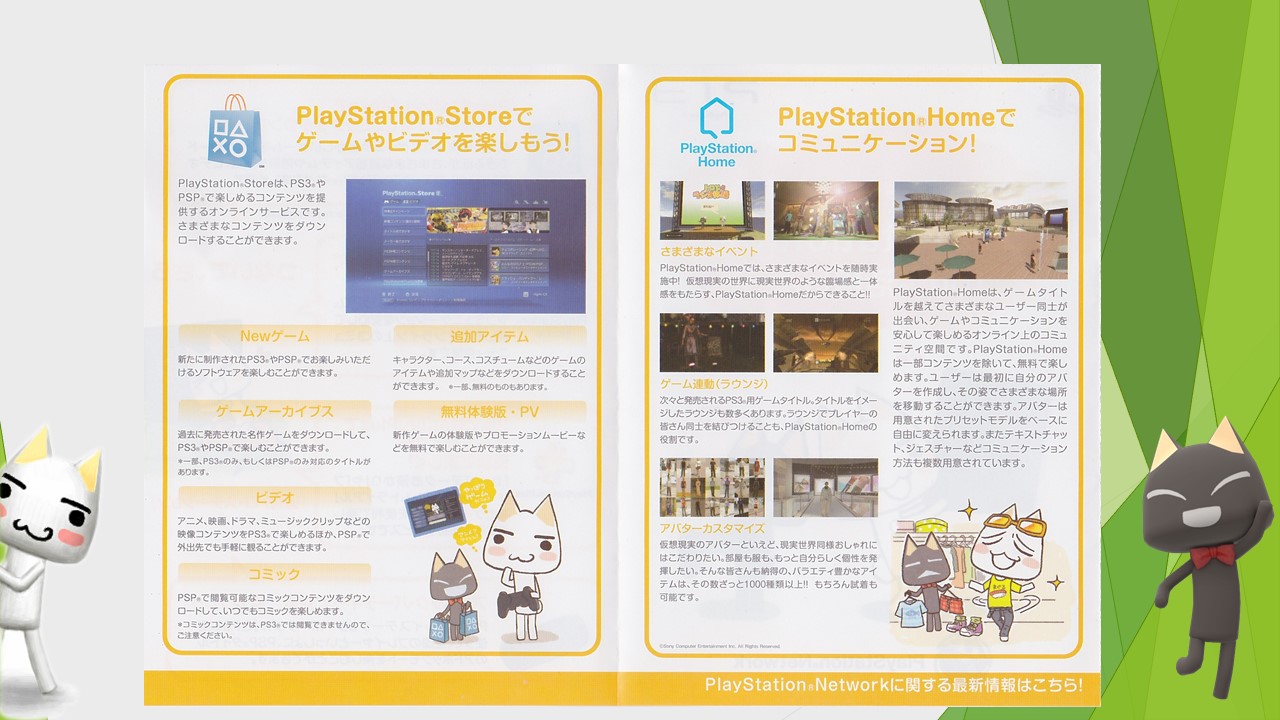 PlayStation®Storeで
ゲームやビデオを楽しもう!
PlayStation®Storeは、PS3®や
PSP®で楽しめるコンテンツを提
供するオンラインサービスです。
さまざまなコンテンツをダウン
ロードすることができます。
PlayStation®Store
Newゲーム
新たに制作されたPS3®やPSP®でお楽しみいただ
けるソフトウェアを楽しむことができます。
追加アイテム
キャラクター、コース、コスチュームなどのゲームの
アイテムや追加マップなどをダウンロードすること
ができます。 *一部、無料のものもあります。
ゲームアーカイブス
過去に発売された名作ゲームをダウンロードして、
PS3®やPSP®で楽しむことができます。
*一部、PS3®のみ、もしくはPSP®のみ対応のタイトルが
あります。
無料体験版・PV
新作ゲームの体験版やプロモーションムービーな
どを無料で楽しむことができます。
ビデオ
アニメ、映画、ドラマ、ミュージッククリップなどの
映像コンテンツをPS3®で楽しめるほか、PSP®で
外出先でも手軽に観ることができます。
コミック
PSP®で閲覧可能なコミックコンテンツをダウン
ロードして、いつでもコミックを楽しめます。
*コミックコンテンツは、PS3®では閲覧できませんので、
ご注意ください。
PlayStation®
Home
PlayStation®Homeで
コミュニケーション!
さまざまなイベント
PlayStation®Homeでは、さまざまなイベントを随時実
施中! 仮想現実の世界に現実世界のような臨場感と一体
感をもたらす、PlayStation®Homeだからできること!!
ゲーム連動(ラウンジ)
次々と発売されるPS3®用ゲームタイトル。タイトルをイメー
ジしたラウンジも数多くあります。ラウンジでプレイヤーの
皆さん同士を結びつけることも、PlayStation®Homeの
役割です。
アバターカスタマイズ
仮想現実のアバターといえど、現実世界同様おしゃれに
はこだわりたい。部屋も服も、もっと自分らしく個性を発
揮したい。そんな皆さんも納得の、バラエティ豊かなアイ
テムは、その数ざっと1000種類以上!! もちろん試着も
可能です。
PlayStation®Homeは、ゲームタイト
ルを越えてさまざまなユーザー同士が
出会い、ゲームやコミュニケーションを
安心して楽しめるオンライン上のコミュ
ニティ空間です。PlayStation®Home
は一部コンテンツを除いて、無料で楽し
めます。ユーザーは最初に自分のアバ
ターを作成し、その姿でさまざまな場所
を移動することができます。アバターは
用意されたプリセットモデルをベースに
自由に変えられます。またテキストチャッ
ト、ジェスチャーなどコミュニケーション
方法も複数用意されています。
©Sony Computer Entertainment Inc. All Rights Reserved.
PlayStation®Networkに関する最新情報はこちら!